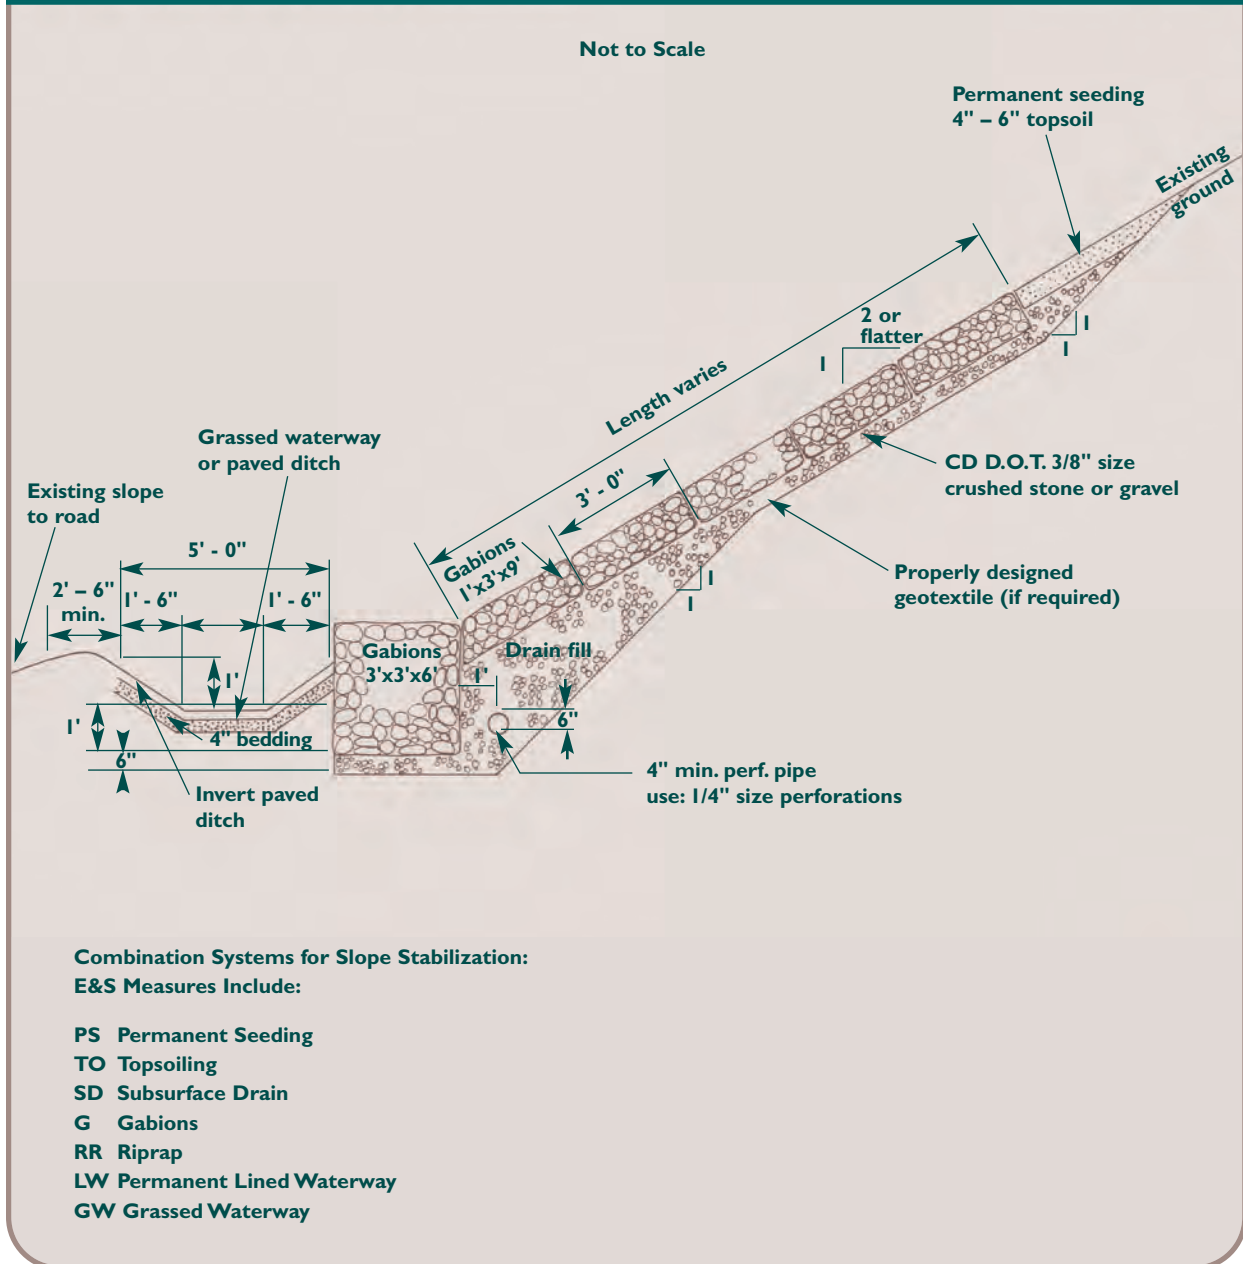 Not to Scale
Permanent seeding
4" – 6" topsoil
Existing
ground
2 or
flatter
1
1
1
Length varies
Grassed waterway
or paved ditch
CD D.O.T. 3/8" size
crushed stone or gravel
Existing slope
to road
3' - 0"
5' - 0"
Gabions
1'x3'x9'
Properly designed
geotextile (if required)
1
1
2' – 6"
min.
1' - 6"
1' - 6"
Gabions
3'x3'x6'
Drain fill
1'
1'
1'
6"
4" bedding
6"
4" min. perf. pipe
use: 1/4" size perforations
Invert paved
ditch
Combination Systems for Slope Stabilization:
E&S Measures Include:
PS Permanent Seeding
TO Topsoiling
SD Subsurface Drain
G Gabions
RR Riprap
LW Permanent Lined Waterway
GW Grassed Waterway